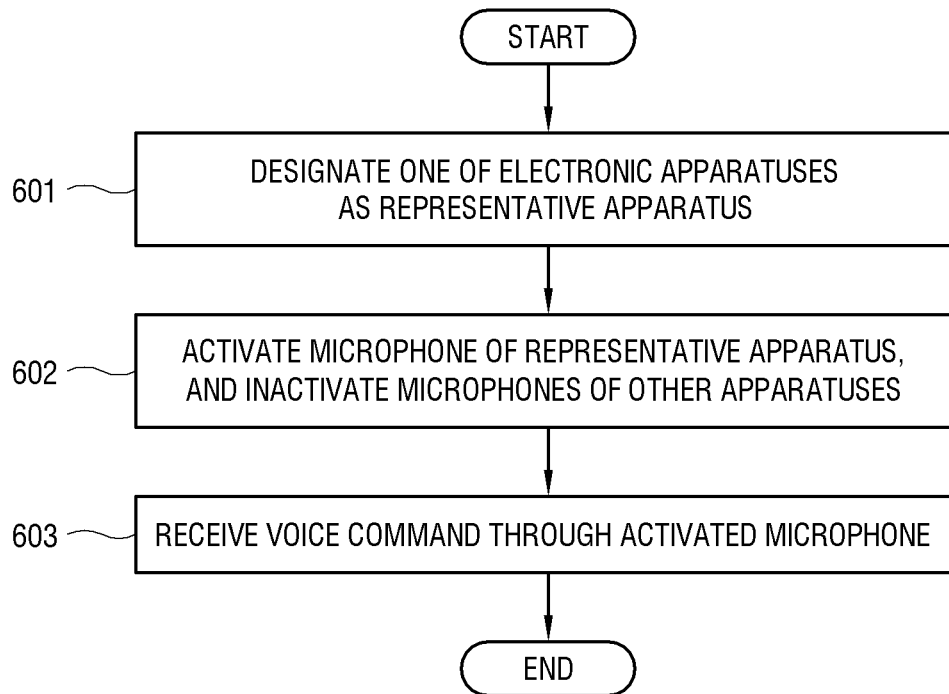 START
601
DESIGNATE ONE OF ELECTRONIC APPARATUSES
AS REPRESENTATIVE APPARATUS
602
ACTIVATE MICROPHONE OF REPRESENTATIVE APPARATUS,
AND INACTIVATE MICROPHONES OF OTHER APPARATUSES
603
RECEIVE VOICE COMMAND THROUGH ACTIVATED MICROPHONE
END